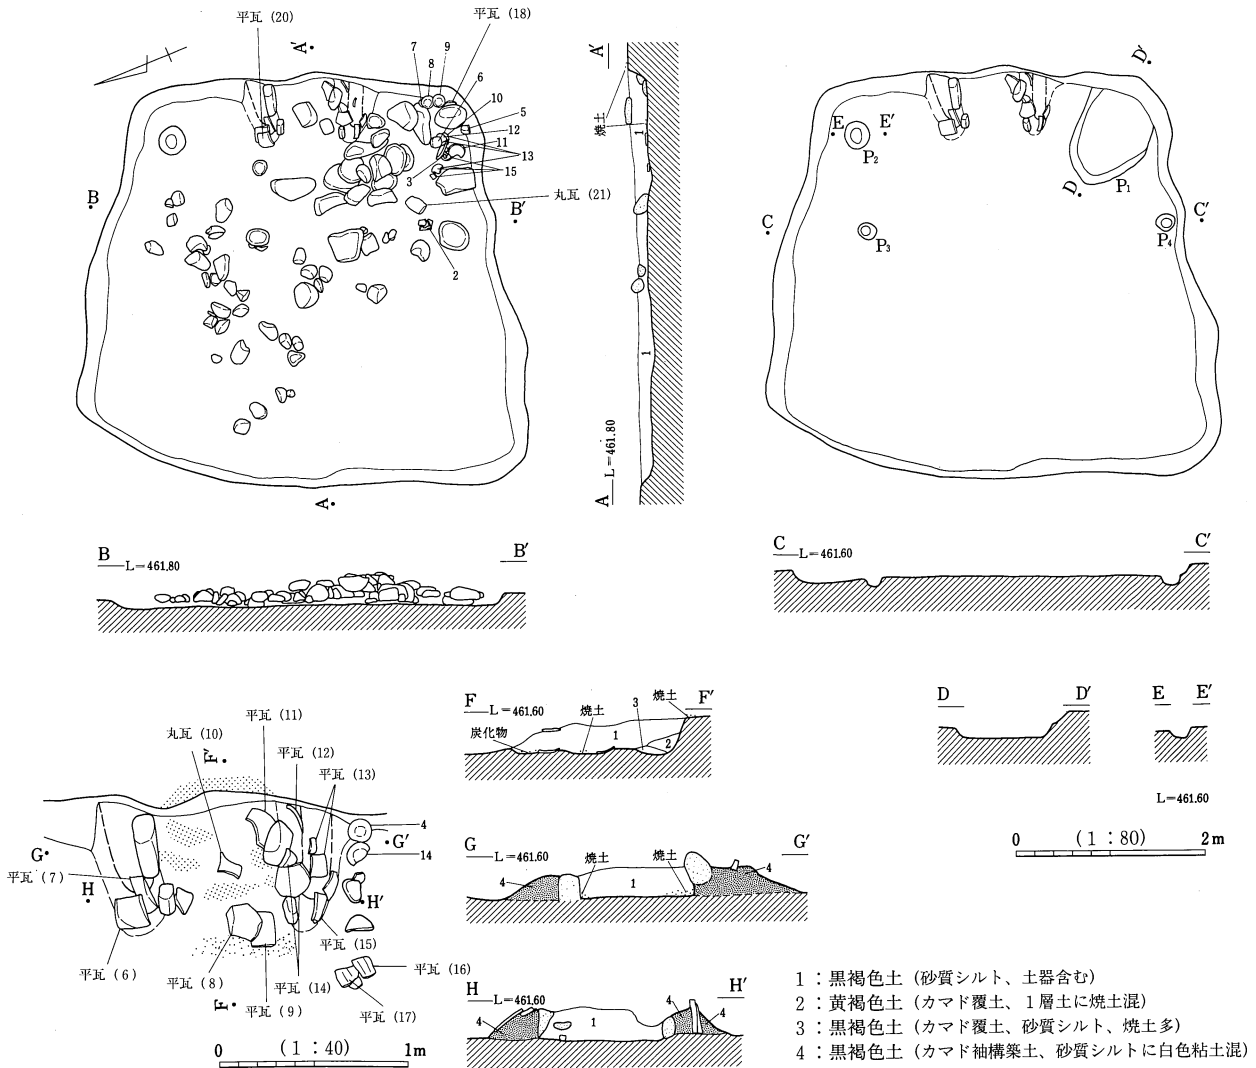 平瓦 (20)
平瓦 (18)
A′
7
8
9
6
10
5
12
11
13
3
15
丸瓦 (21)
B
B′
2
A
A′
焼土
1
1
A
L=461.80
D′
E
E′
P₂
D
P₁
C
C′
P₃
P₄
B
L=461.80
B′
C
L=461.60
C′
平瓦 (11)
丸瓦 (10)
平瓦 (12)
F′
平瓦 (13)
4
G
G′
14
平瓦 (7)
H
H′
平瓦 (15)
平瓦 (6)
平瓦 (8)
平瓦 (14)
平瓦 (16)
F
平瓦 (9)
平瓦 (17)
0
(1:40)
1m
F
L=461.60
焼土
3
焼土
F′
炭化物
1
2
G
L=461.60
焼土
焼土
G′
4
1
4
H
L=461.60
H′
4
1
4
4
D
D′
E
E′
L=461.60
0
(1:80)
2m
1:黒褐色土 (砂質シルト、土器含む)
2:黄褐色土 (カマド覆土、1層土に焼土混)
3:黒褐色土 (カマド覆土、砂質シルト、焼土多)
4:黒褐色土 (カマド袖構築土、砂質シルトに白色粘土混)